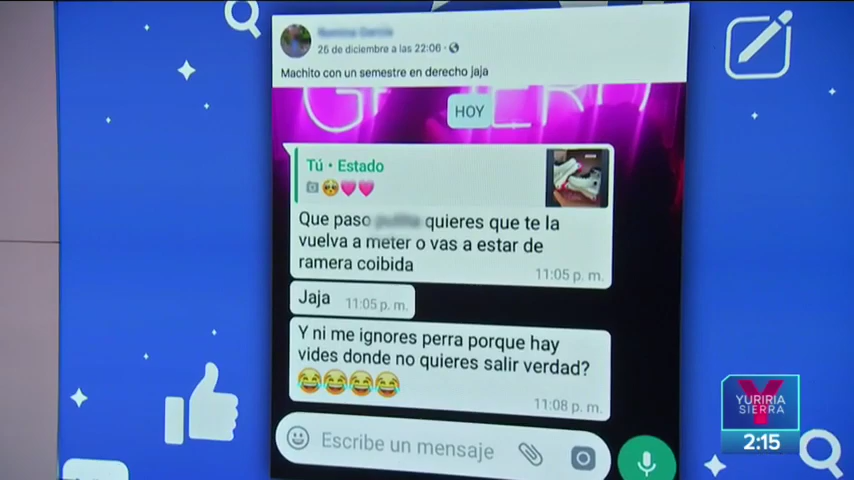 26 de diciembre a las 22:06 ·
Machito con un semestre en derecho jaja
HOY
Tú • Estado
Que paso quieres que te la
vuelva a meter o vas a estar de
ramera coibida
11:05 p. m.
Jaja 11:05 p. m.
Y ni me ignores perra porque hay
vides donde no quieres salir verdad?
11:08 p. m.
Escribe un mensaje
YURIRIA
SIERRA
2:15